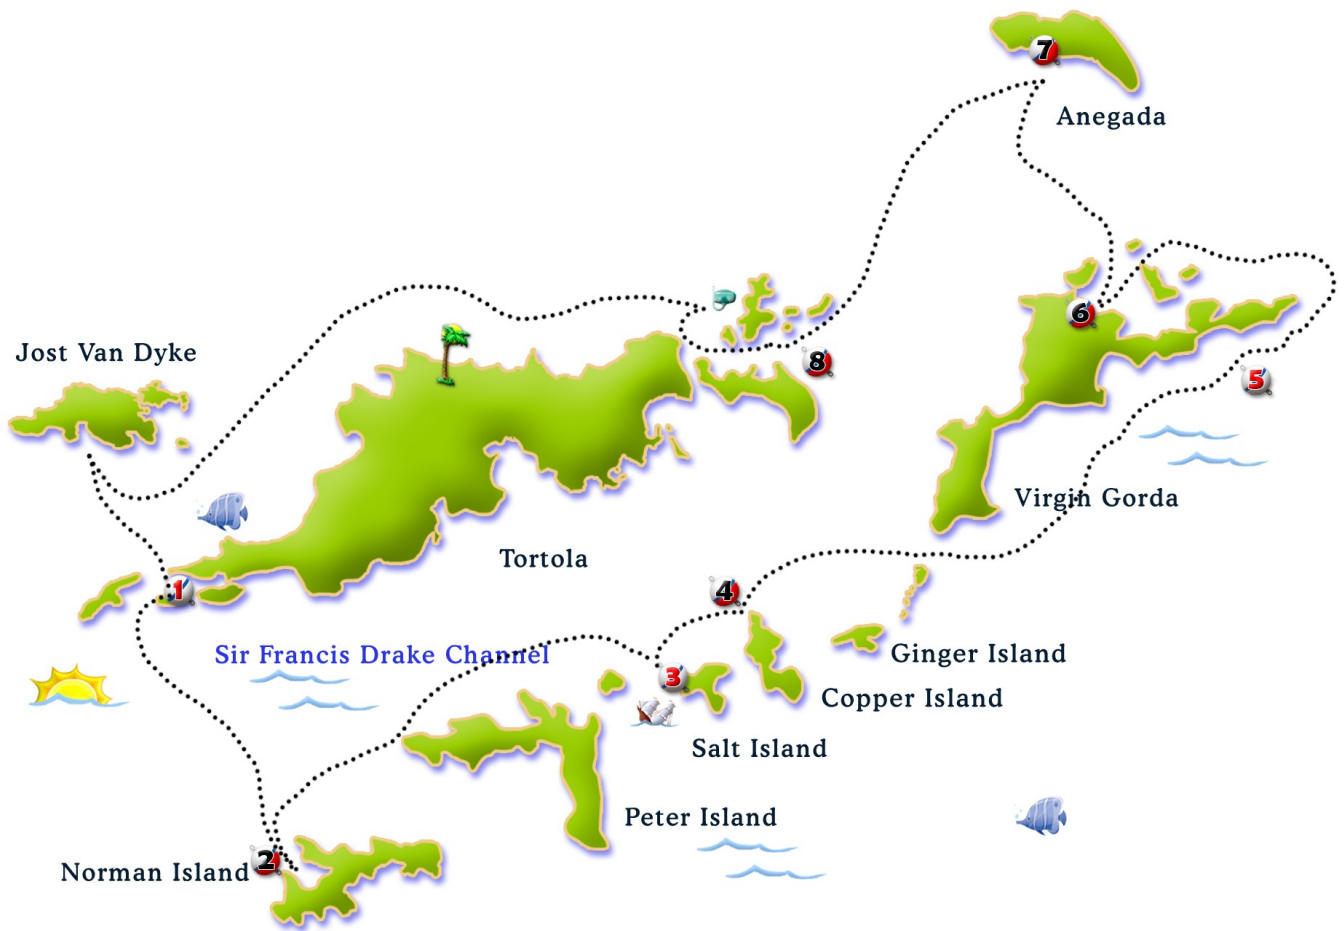 7
Anegada
6
Jost Van Dyke
8
5
Virgin Gorda
Tortola
1
4
Sir Francis Drake Channel
Ginger Island
3
Copper Island
Salt Island
Peter Island
2
Norman Island